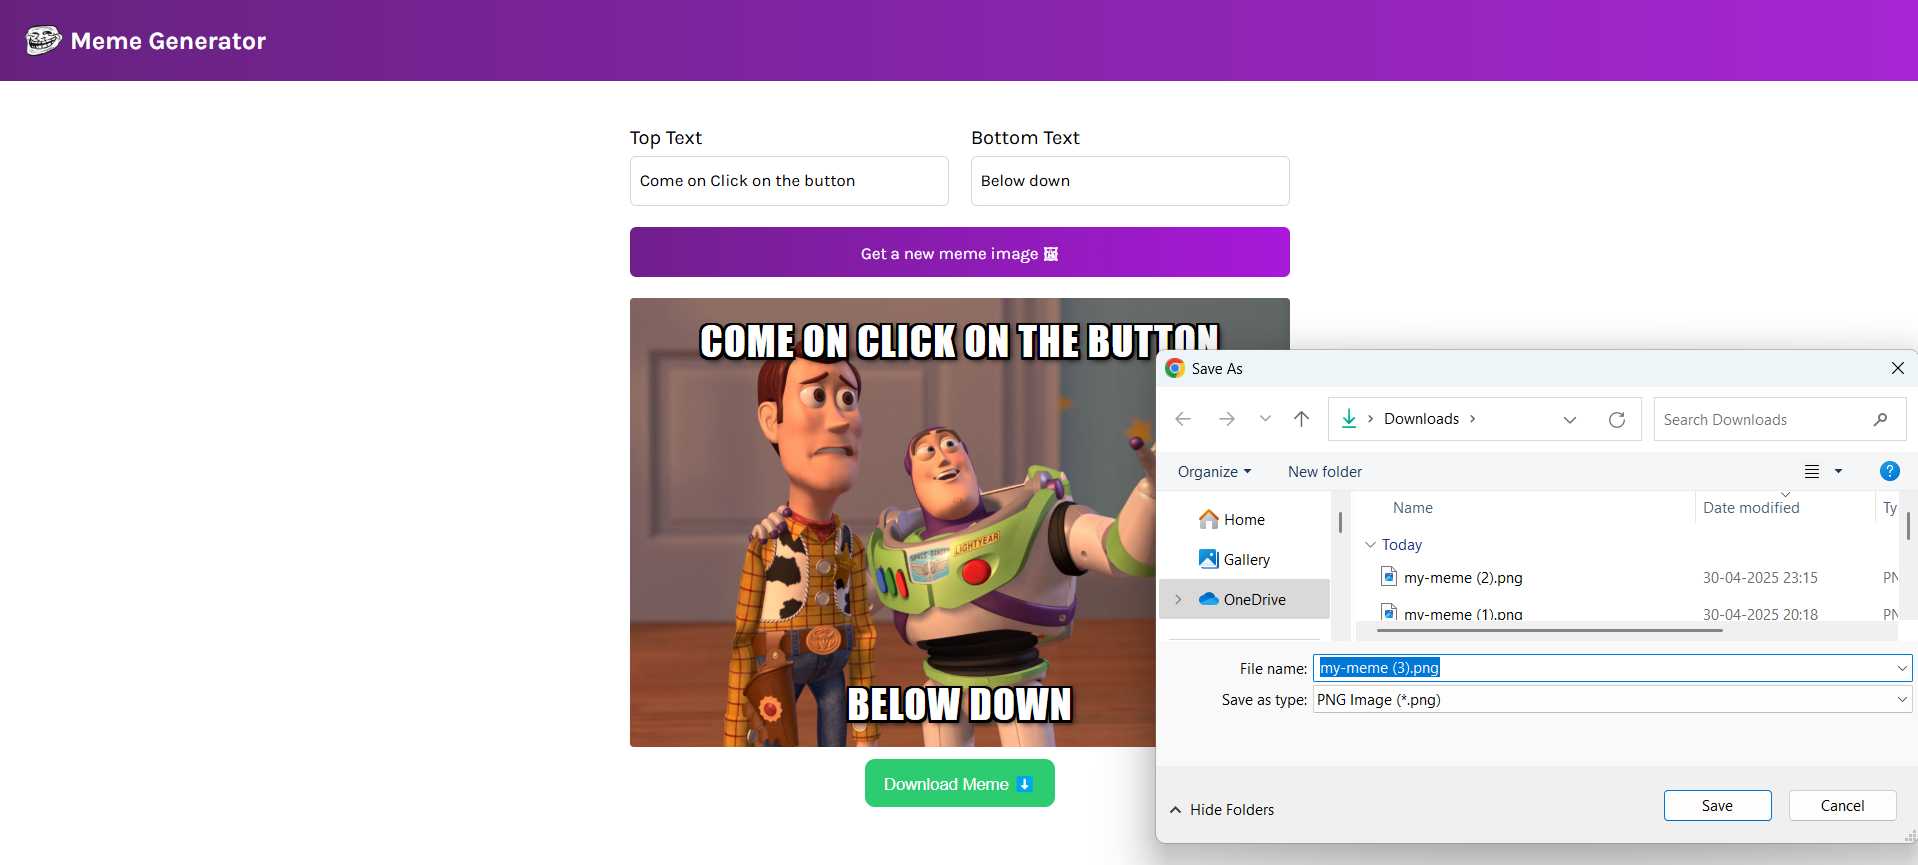 Meme Generator
Top Text
Bottom Text
Come on Click on the button
Below down
Get a new meme image
COME ON CLICK ON THE BUTTON
SPACE RANGER
LIGHTYEAR
BELOW DOWN
Download Meme
Save As
Downloads
Search Downloads
Organize
New folder
?
Home
Gallery
OneDrive
Name
Date modified
Ty
Today
my-meme (2).png
30-04-2025 23:15
PN
my-meme (1).png
30-04-2025 20:18
PN
File name:
my-meme (3).png
Save as type:
PNG Image (*.png)
Hide Folders
Save
Cancel